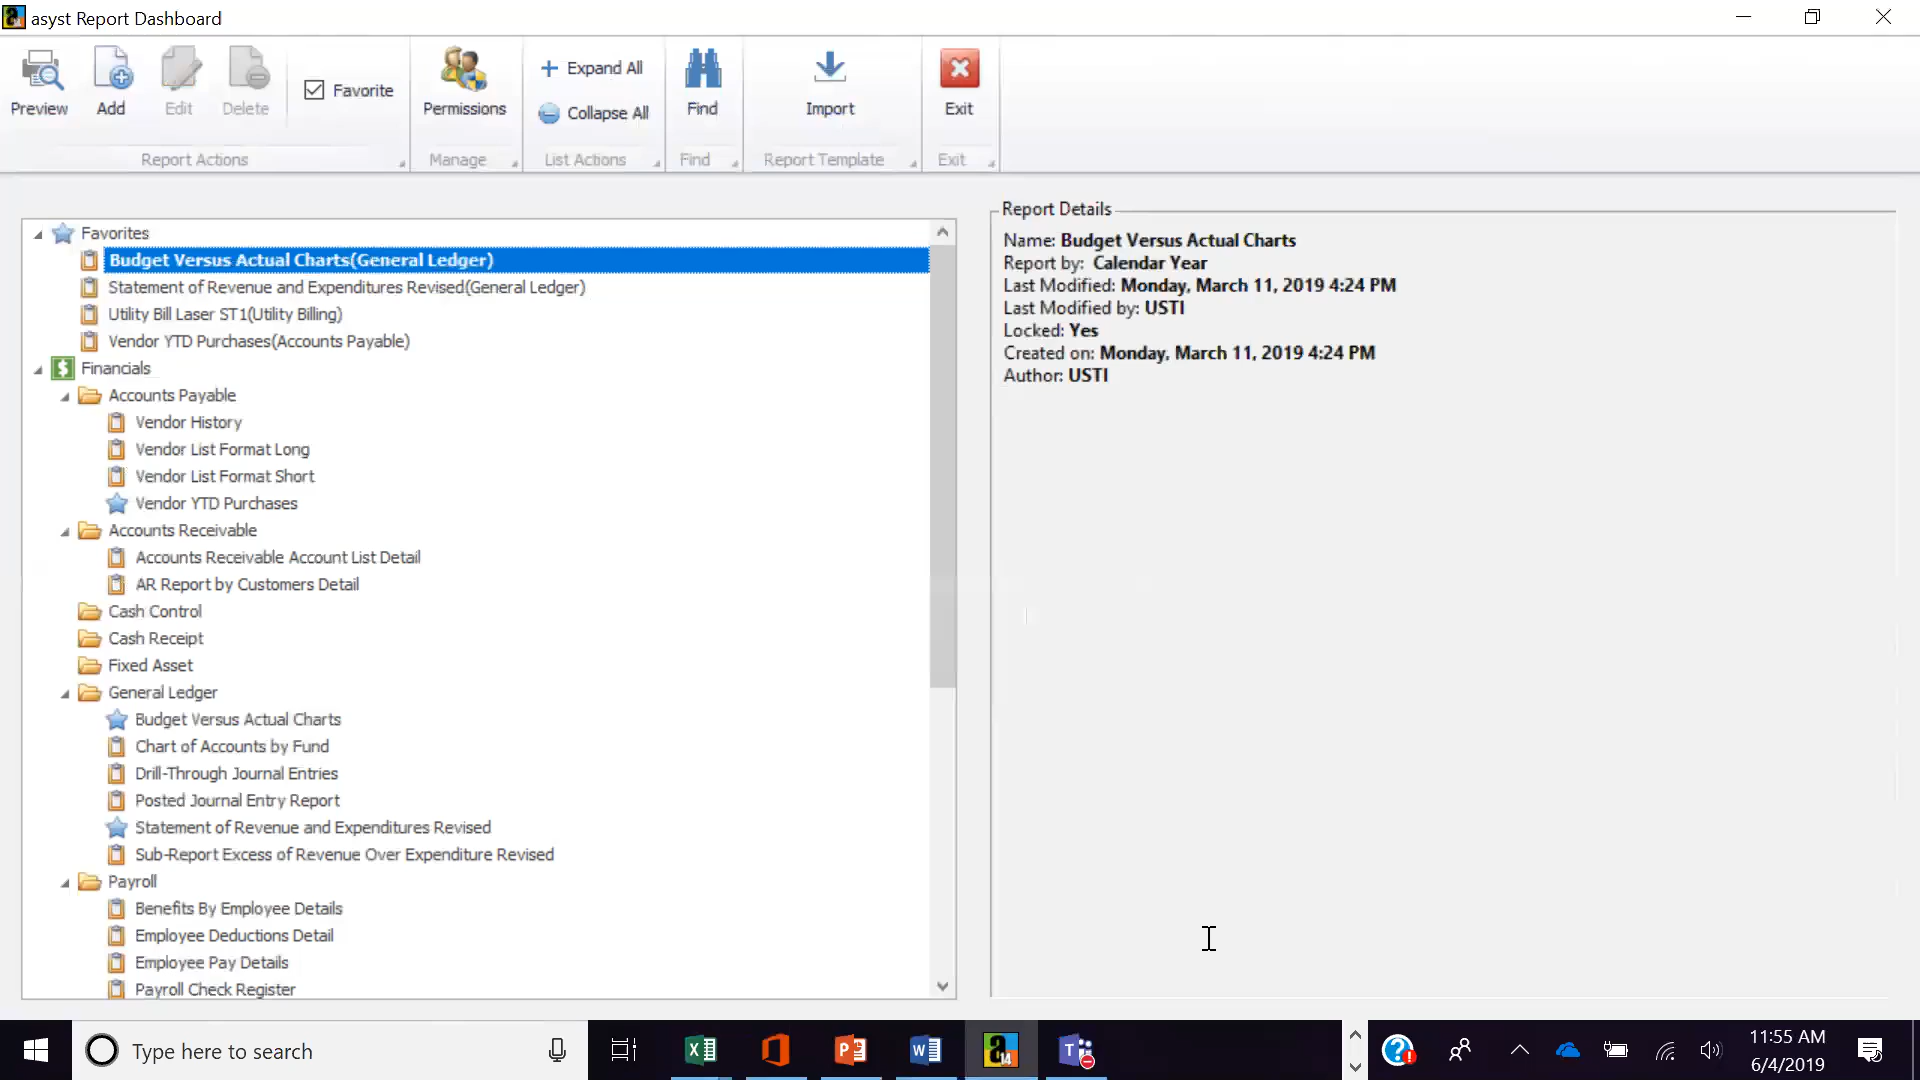 asyst Report Dashboard
Preview
Add
Edit
Delete
Favorite
Permissions
Expand All
Collapse All
Find
Import
Exit
Report Actions
Manage
List Actions
Find
Report Template
Exit
Favorites
Budget Versus Actual Charts(General Ledger)
Statement of Revenue and Expenditures Revised(General Ledger)
Utility Bill Laser ST1(Utility Billing)
Vendor YTD Purchases(Accounts Payable)
Financials
Accounts Payable
Vendor History
Vendor List Format Long
Vendor List Format Short
Vendor YTD Purchases
Accounts Receivable
Accounts Receivable Account List Detail
AR Report by Customers Detail
Cash Control
Cash Receipt
Fixed Asset
General Ledger
Budget Versus Actual Charts
Chart of Accounts by Fund
Drill-Through Journal Entries
Posted Journal Entry Report
Statement of Revenue and Expenditures Revised
Sub-Report Excess of Revenue Over Expenditure Revised
Payroll
Benefits By Employee Details
Employee Deductions Detail
Employee Pay Details
Payroll Check Register
Report Details
Name: Budget Versus Actual Charts
Report by: Calendar Year
Last Modified: Monday, March 11, 2019 4:24 PM
Last Modified by: USTI
Locked: Yes
Created on: Monday, March 11, 2019 4:24 PM
Author: USTI
Type here to search
11:55 AM
6/4/2019